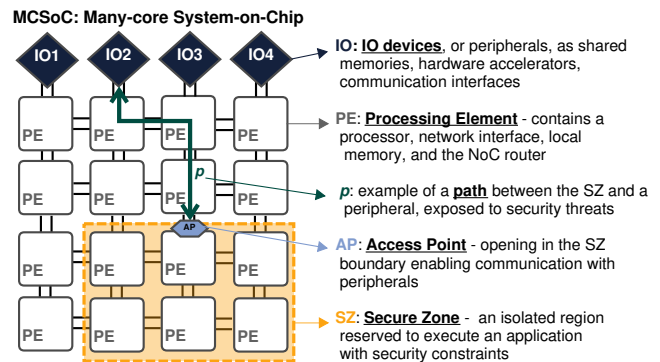 MCSoC: Many-core System-on-Chip
IO1 IO2 IO3 IO4
IO: IO devices, or peripherals, as shared
memories, hardware accelerators,
communication interfaces
PE PE PE PE
PE: Processing Element - contains a
processor, network interface, local
memory, and the NoC router
PE PE PE PE
p
p: example of a path between the SZ and a
peripheral, exposed to security threats
AP
PE PE PE PE
AP: Access Point - opening in the SZ
boundary enabling communication with
peripherals
PE PE PE PE
SZ: Secure Zone - an isolated region
reserved to execute an application
with security constraints